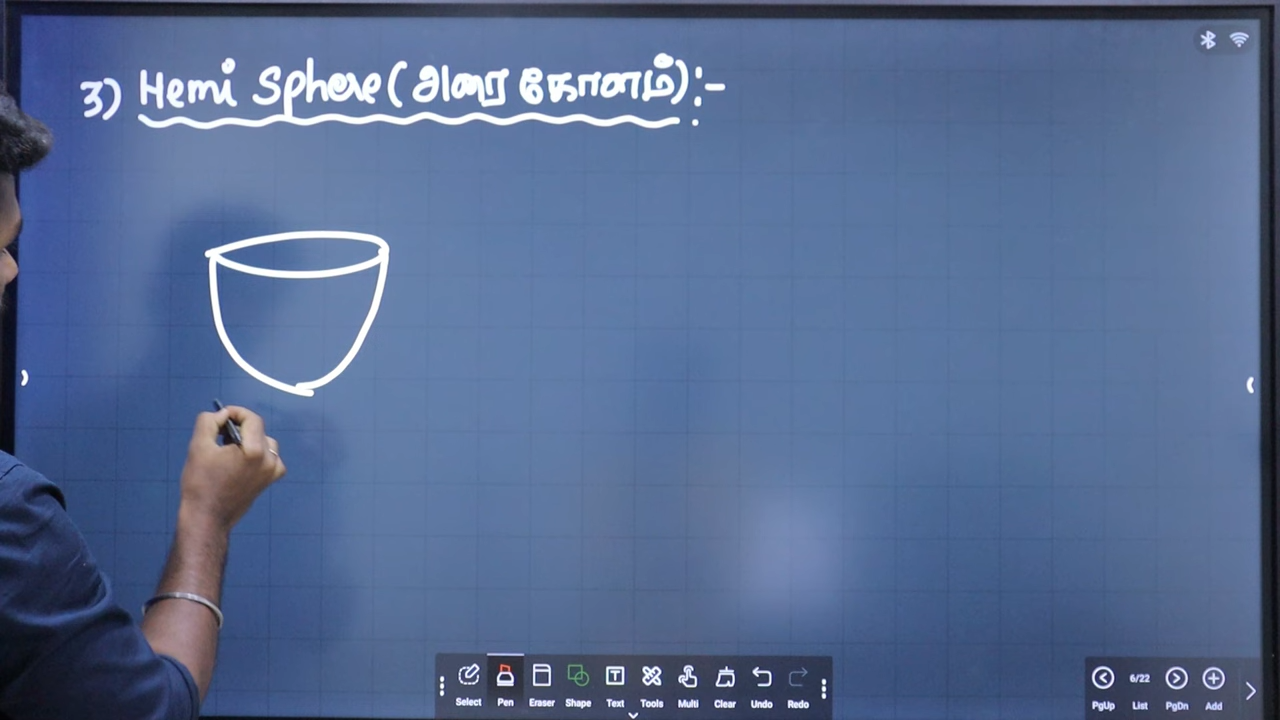 3) Hemi Sphere (அரை கோளம்):-
Select Pen Eraser Shape Text Tools Multi Clear Undo Redo
6/22
PgUp List PgDn Add